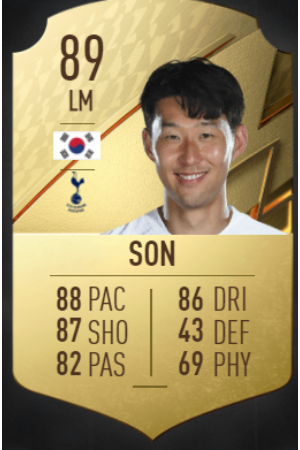 89
LM
SON
88 PAC 86 DRI
87 SHO 43 DEF
82 PAS 69 PHY